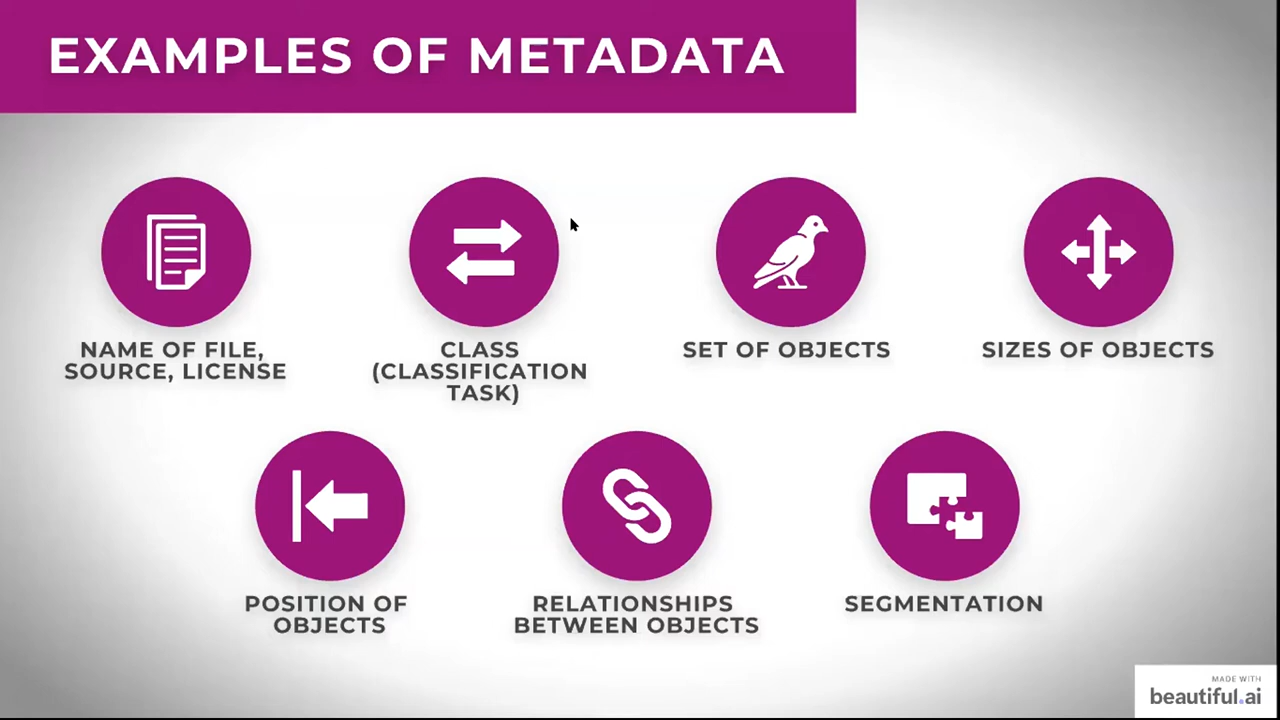 EXAMPLES OF METADATA
NAME OF FILE,
SOURCE, LICENSE
CLASS
(CLASSIFICATION
TASK)
SET OF OBJECTS
SIZES OF OBJECTS
POSITION OF
OBJECTS
RELATIONSHIPS
BETWEEN OBJECTS
SEGMENTATION
MADE WITH
beautiful.ai